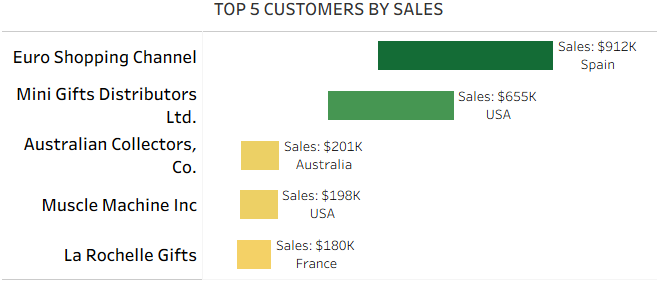 TOP 5 CUSTOMERS BY SALES
Euro Shopping Channel
Sales: $912K
Spain
Mini Gifts Distributors
Ltd.
Sales: $655K
USA
Australian Collectors,
Co.
Sales: $201K
Australia
Muscle Machine Inc
Sales: $198K
USA
La Rochelle Gifts
Sales: $180K
France